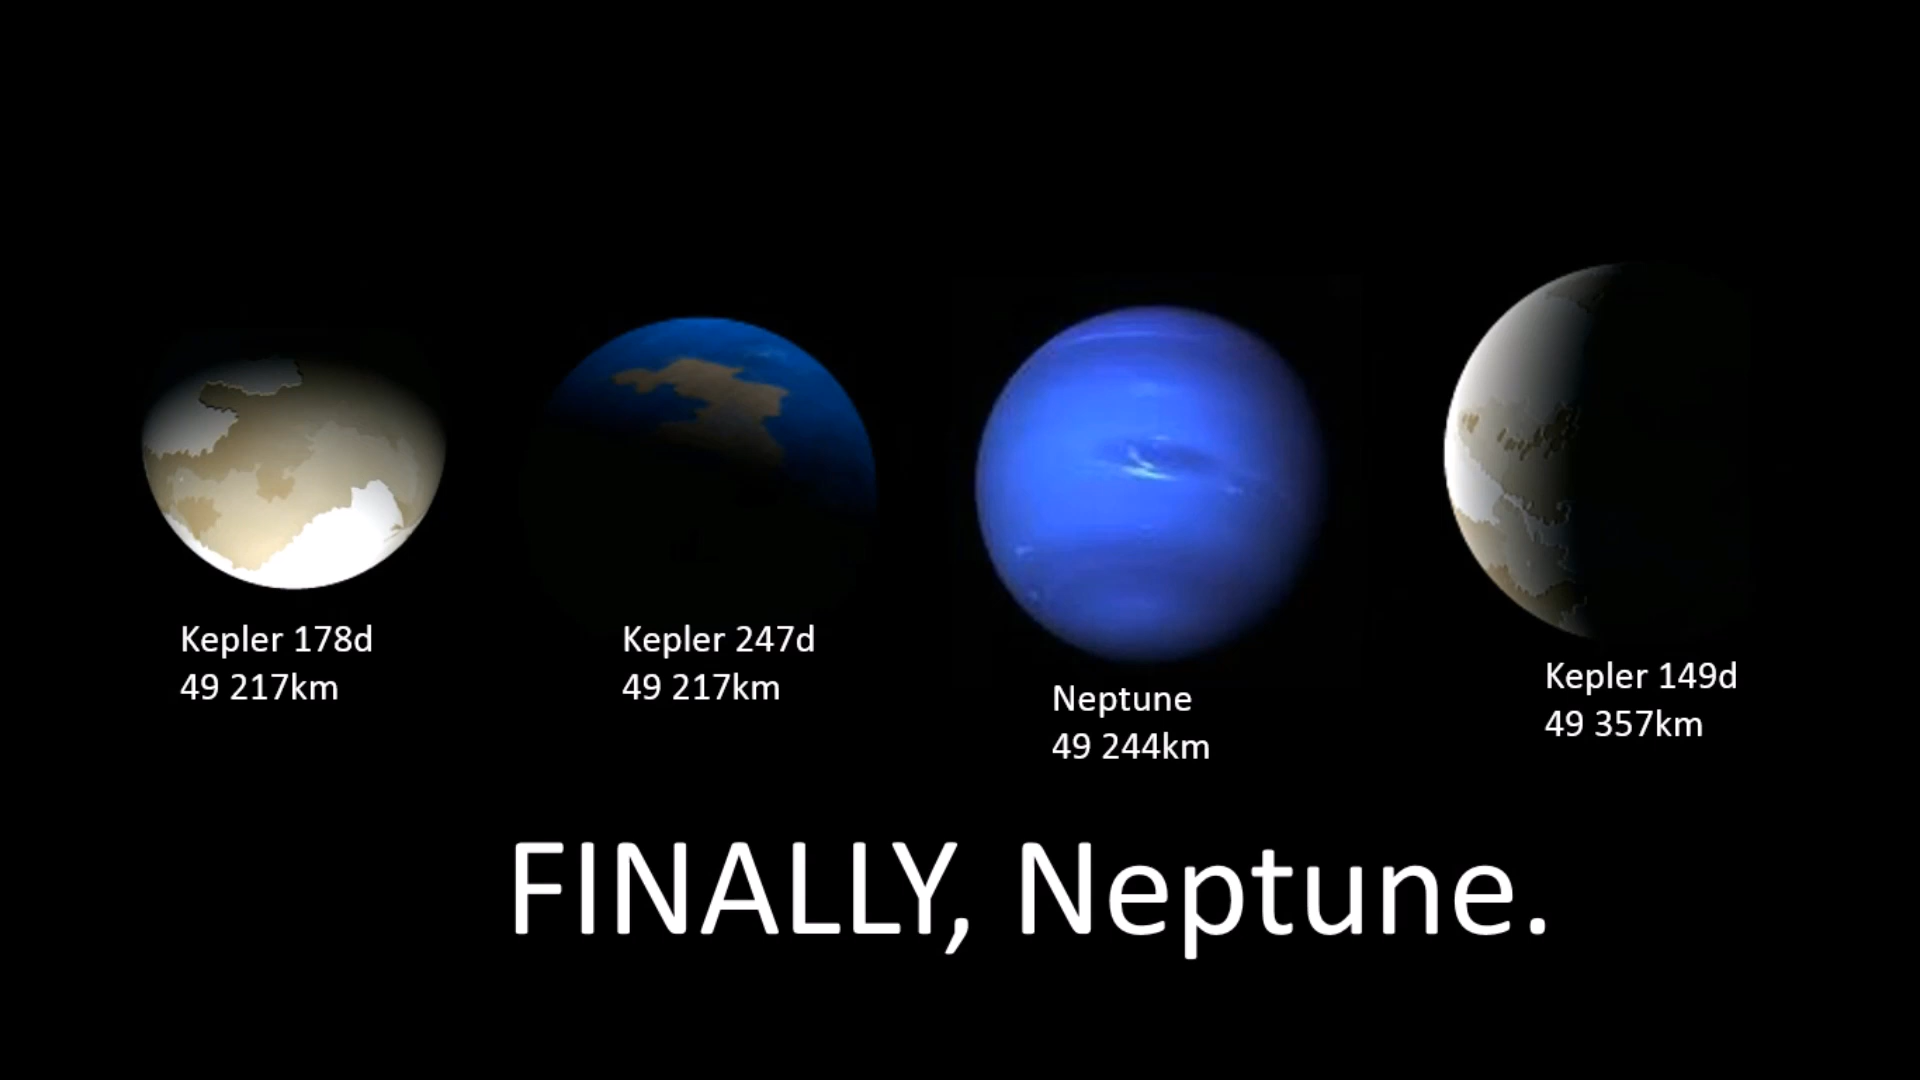 Kepler 178d
49 217km
Kepler 247d
49 217km
Neptune
49 244km
Kepler 149d
49 357km
FINALLY, Neptune.